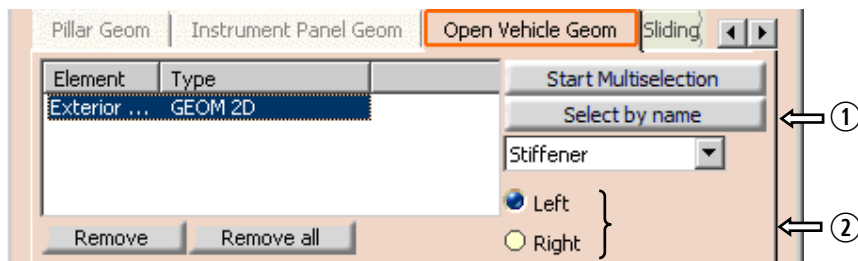 Pillar Geom Instrument Panel Geom Open Vehicle Geom Sliding
Element Type Start Multiselection
Exterior ... GEOM 2D Select by name ①
Stiffener
Left
Remove Remove all Right ②